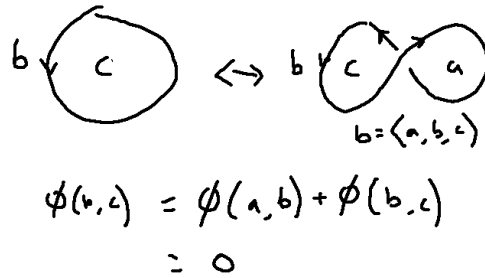 b c <-> b c a
b = ⟨a, b, c⟩
ϕ(b, c) = ϕ(a, b) + ϕ(b, c)
= 0